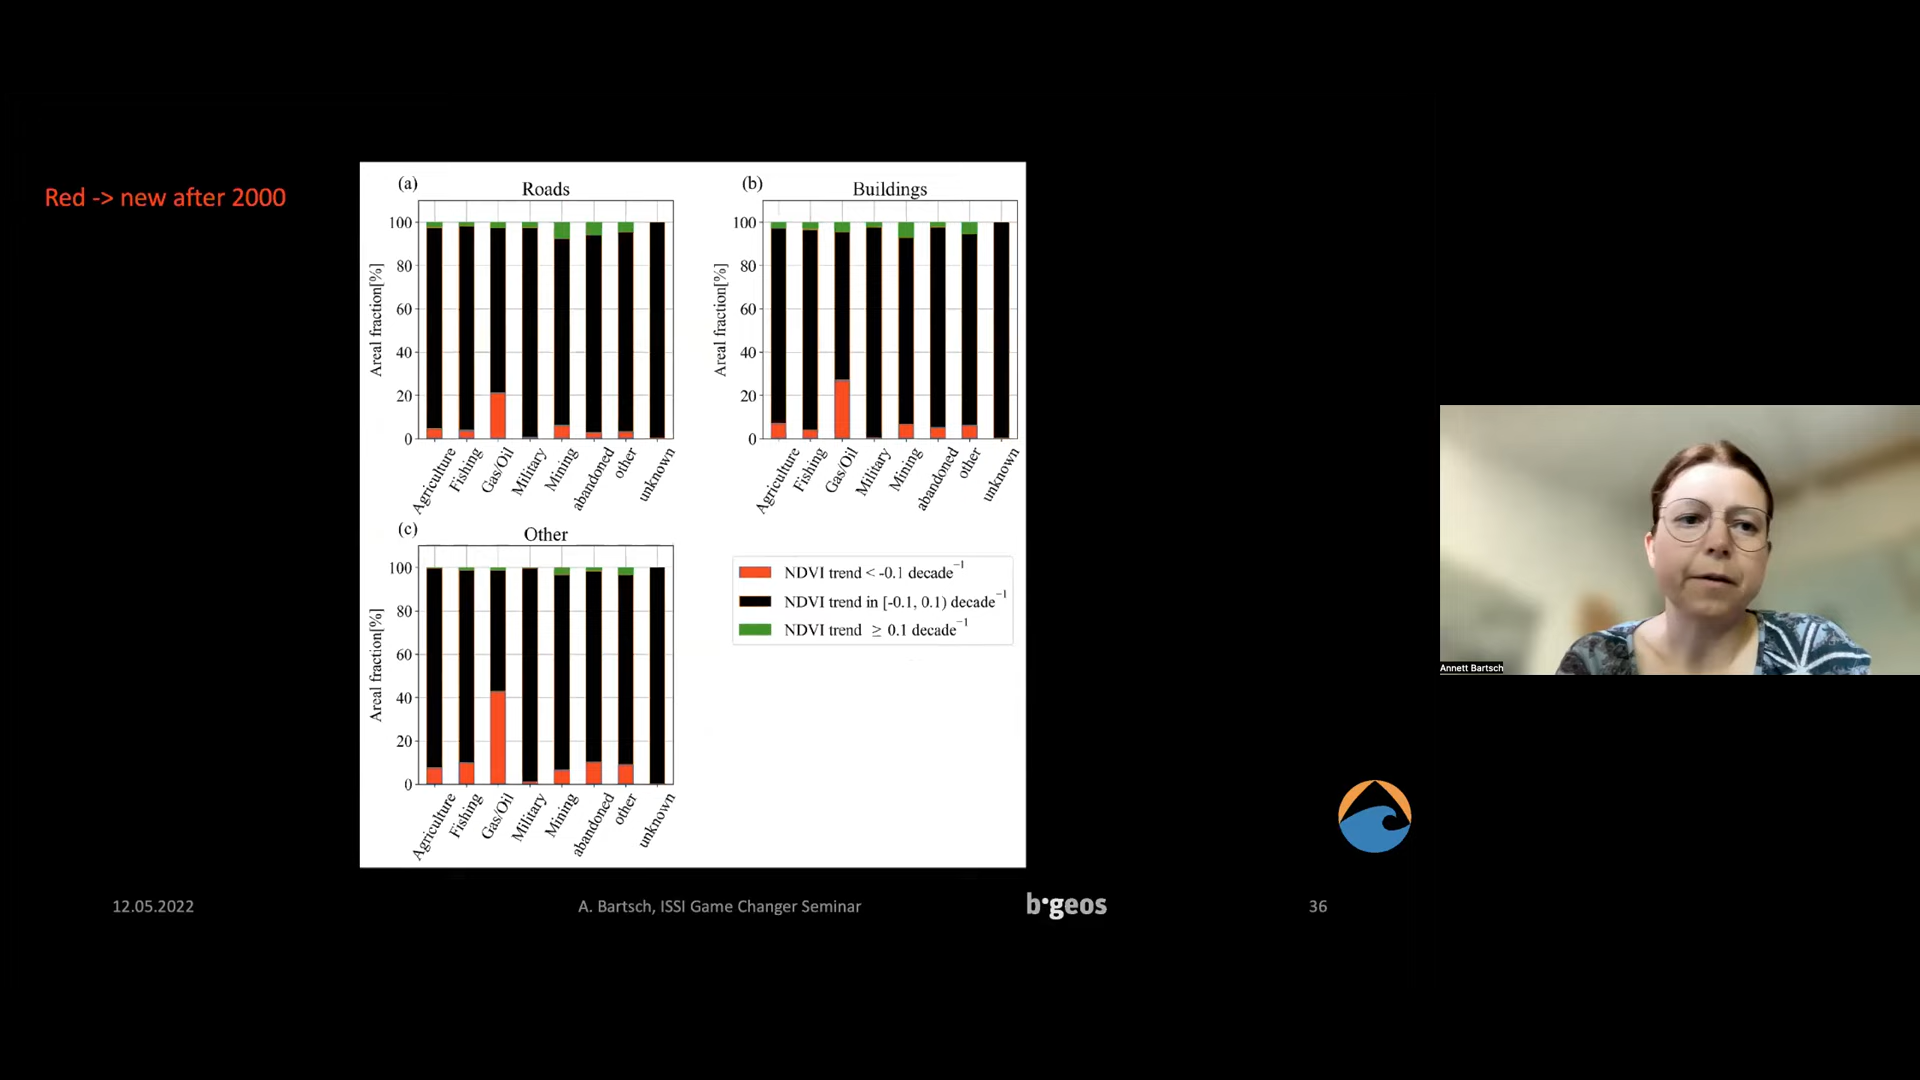 Red -> new after 2000
(a)
Roads
100
80
60
40
20
0
Areal fraction[%]
Agriculture
Fishing
Gas/Oil
Military
Mining
abandoned
other
unknown
(b)
Buildings
100
80
60
40
20
0
Areal fraction[%]
Agriculture
Fishing
Gas/Oil
Military
Mining
abandoned
other
unknown
(c)
Other
100
80
60
40
20
0
Areal fraction[%]
Agriculture
Fishing
Gas/Oil
Military
Mining
abandoned
other
unknown
NDVI trend < -0.1 decade⁻¹
NDVI trend in [-0.1, 0.1) decade⁻¹
NDVI trend ≥ 0.1 decade⁻¹
Annett Bartsch
12.05.2022
A. Bartsch, ISSI Game Changer Seminar
b·geos
36